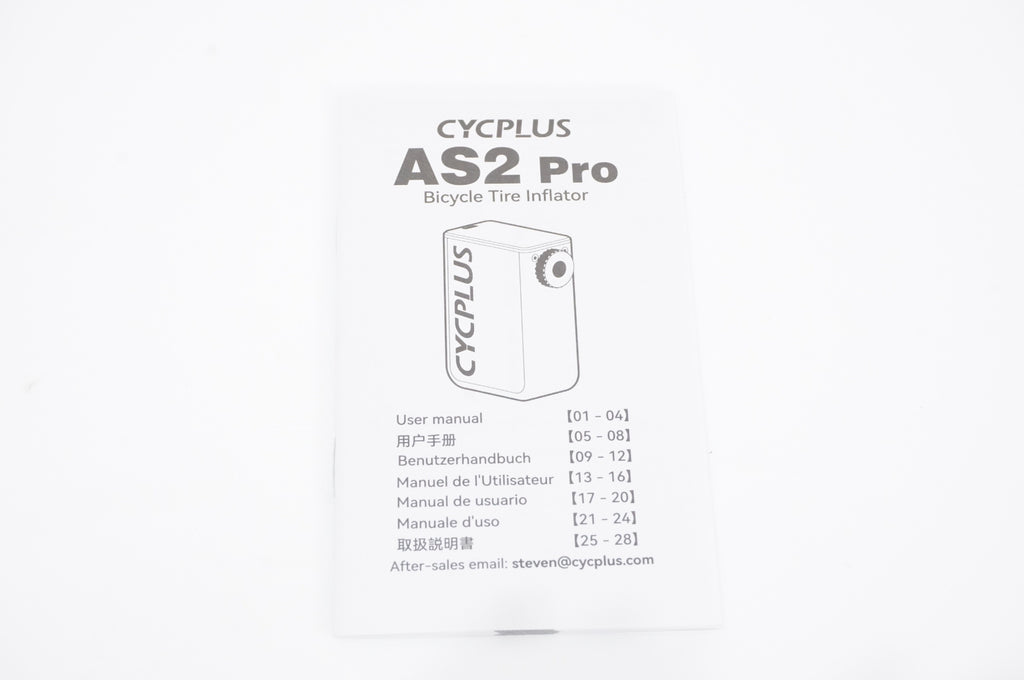 CYCPLUS
AS2 Pro
Bicycle Tire Inflator
CYCPLUS
User manual 【01 - 04】
用户手册 【05 - 08】
Benutzerhandbuch 【09 - 12】
Manuel de l'Utilisateur 【13 - 16】
Manual de usuario 【17 - 20】
Manuale d'uso 【21 - 24】
取扱説明書 【25 - 28】
After-sales email: steven@cycplus.com